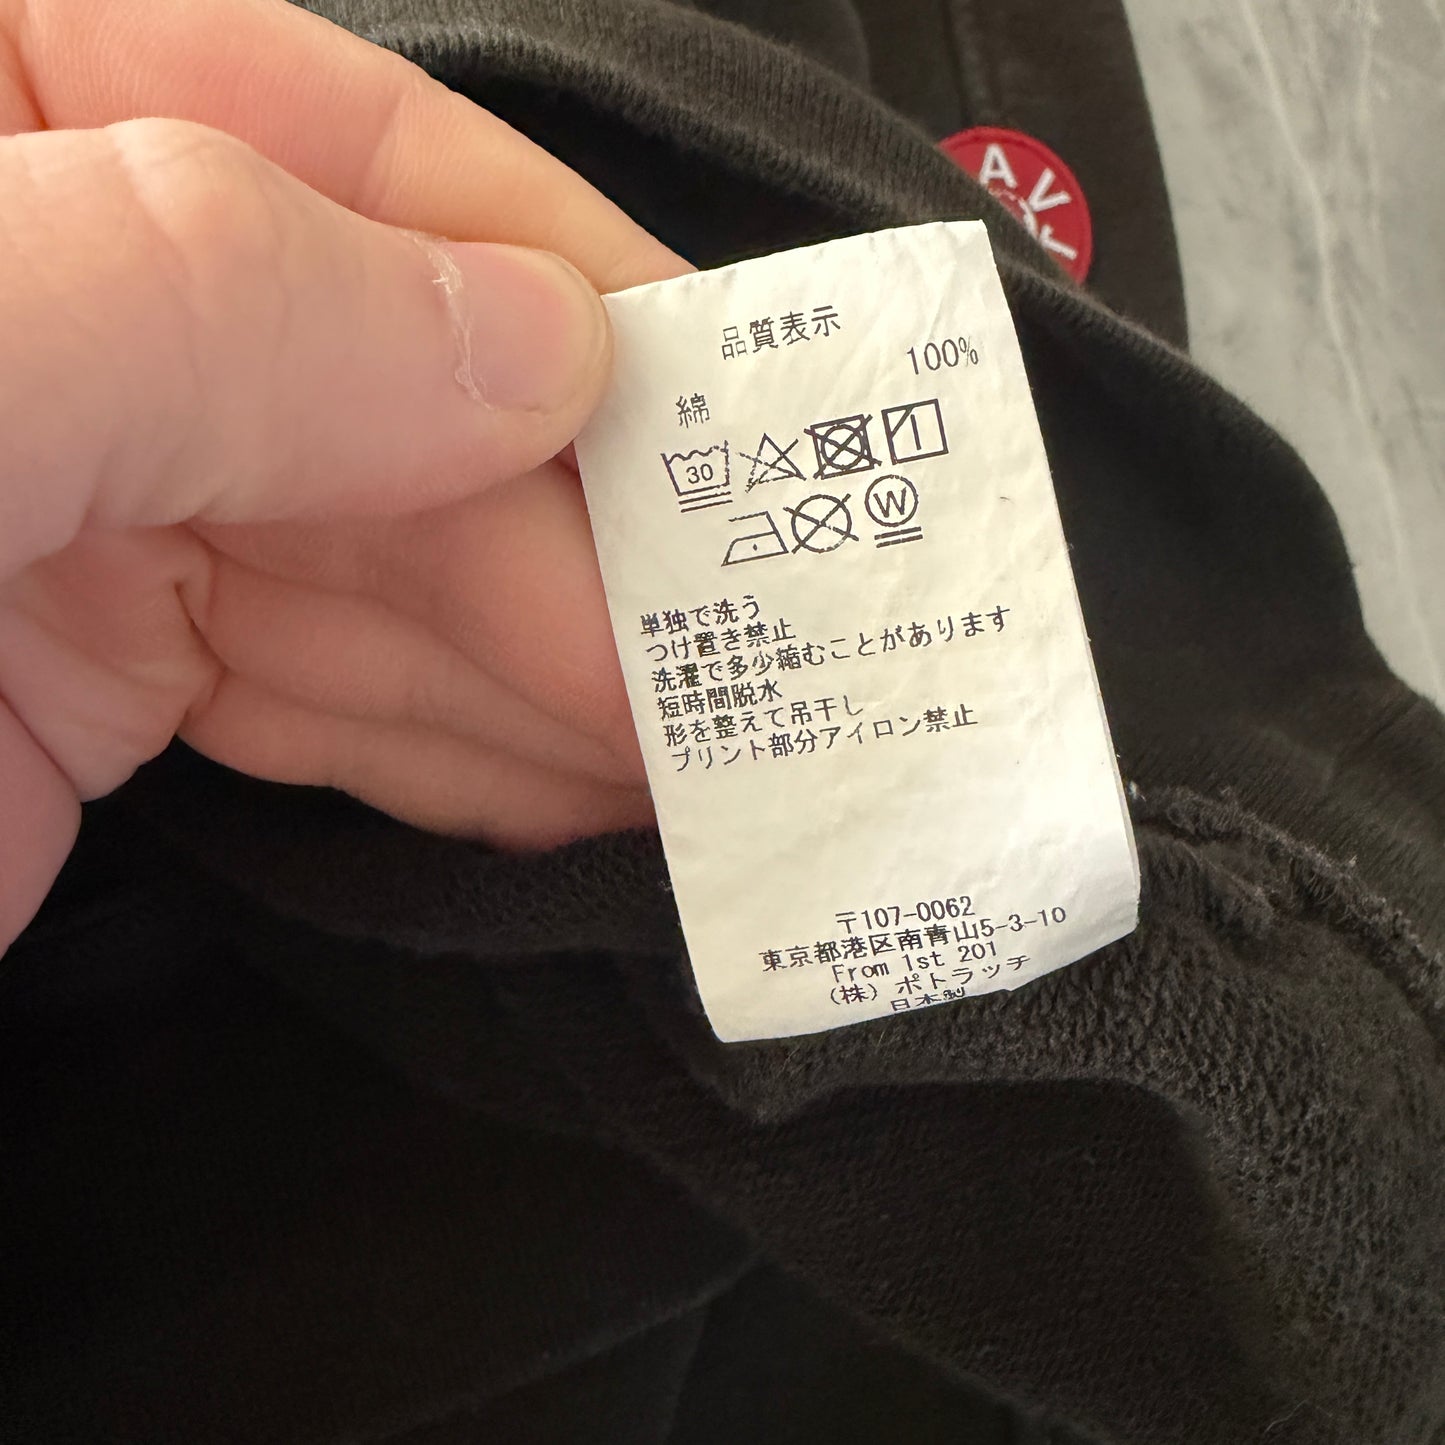 品質表示
綿 100%
30
W
単独で洗う
つけ置き禁止
洗濯で多少縮むことがあります
短時間脱水
形を整えて吊干し
プリント部分アイロン禁止
〒107-0062
東京都港区南青山5-3-10
From 1st 201
(株) ポトラッチ
日本製
A V